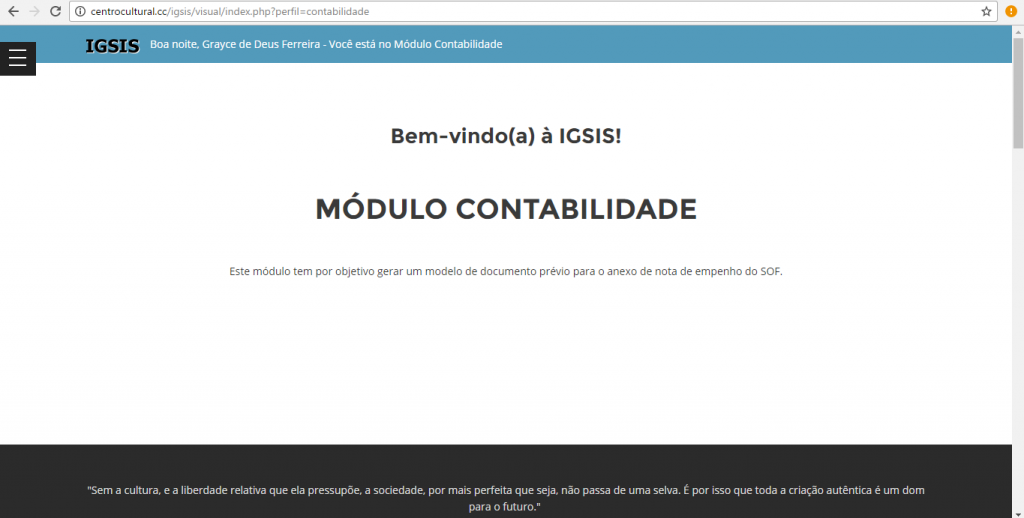 centrocultural.cc/igsis/visual/index.php?perfil=contabilidade
IGSIS Boa noite, Grayce de Deus Ferreira - Você está no Módulo Contabilidade
Bem-vindo(a) à IGSIS!
MÓDULO CONTABILIDADE
Este módulo tem por objetivo gerar um modelo de documento prévio para o anexo de nota de empenho do SOF.
"Sem a cultura, e a liberdade relativa que ela pressupõe, a sociedade, por mais perfeita que seja, não passa de uma selva. É por isso que toda a criação autêntica é um dom
para o futuro."